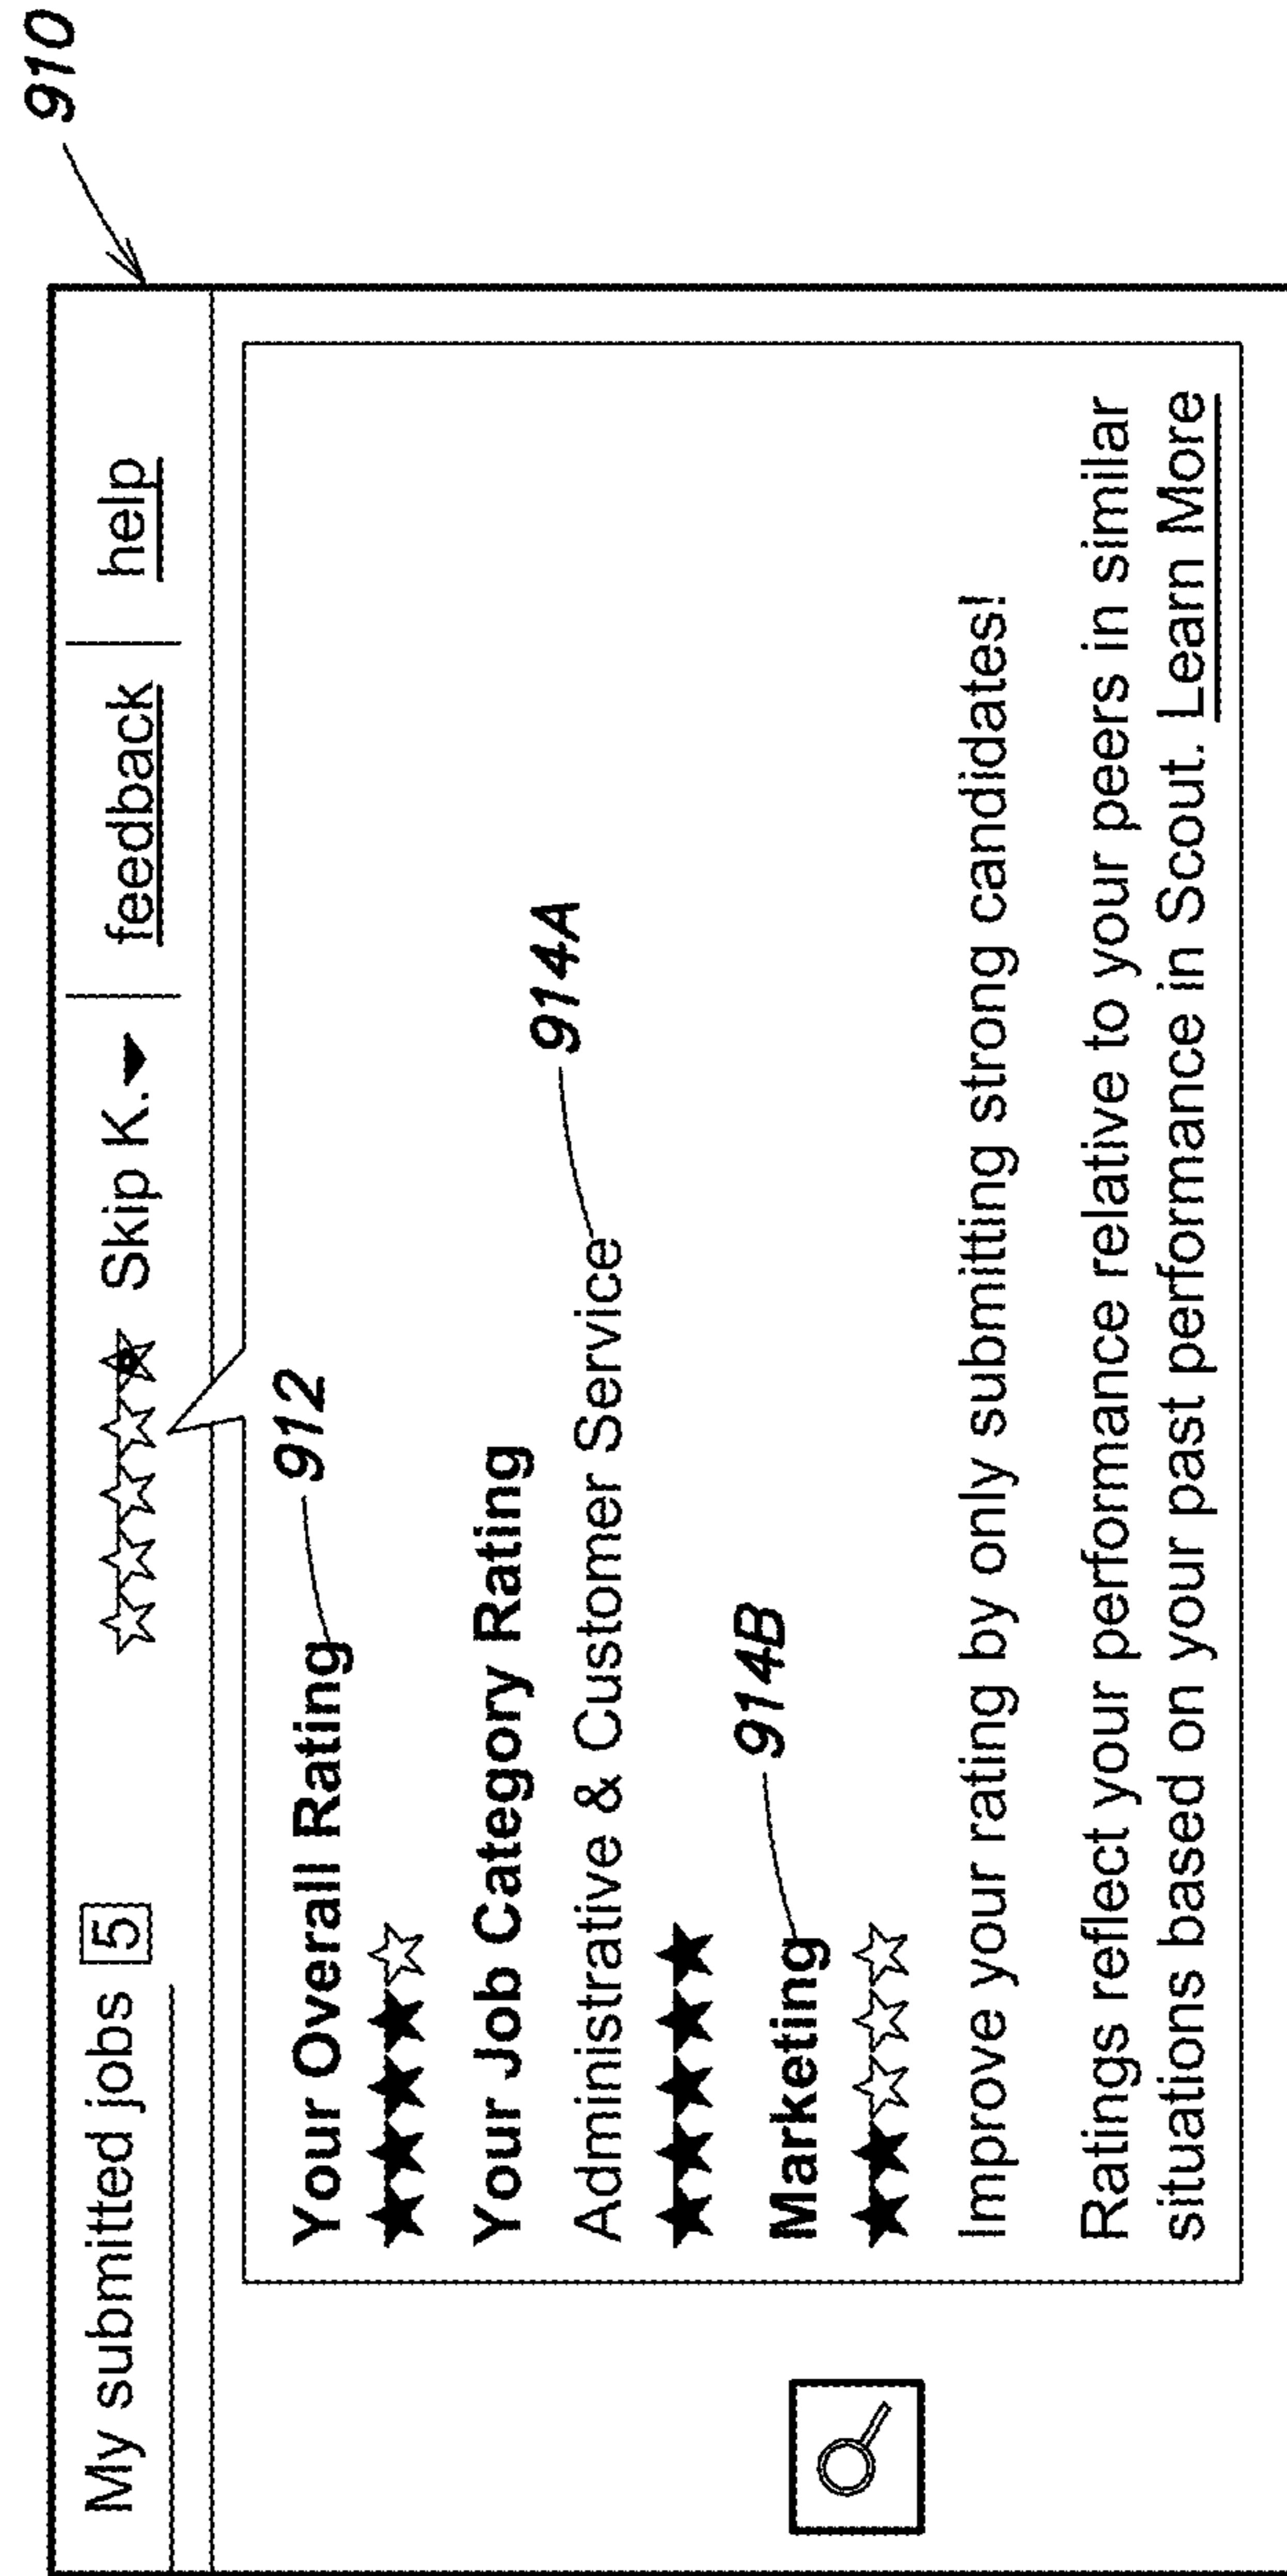 910
My submitted jobs 5 Skip K. feedback help
912
Your Overall Rating
Your Job Category Rating
914A
Administrative & Customer Service
914B
Marketing
Improve your rating by only submitting strong candidates!
Ratings reflect your performance relative to your peers in similar
situations based on your past performance in Scout. Learn More